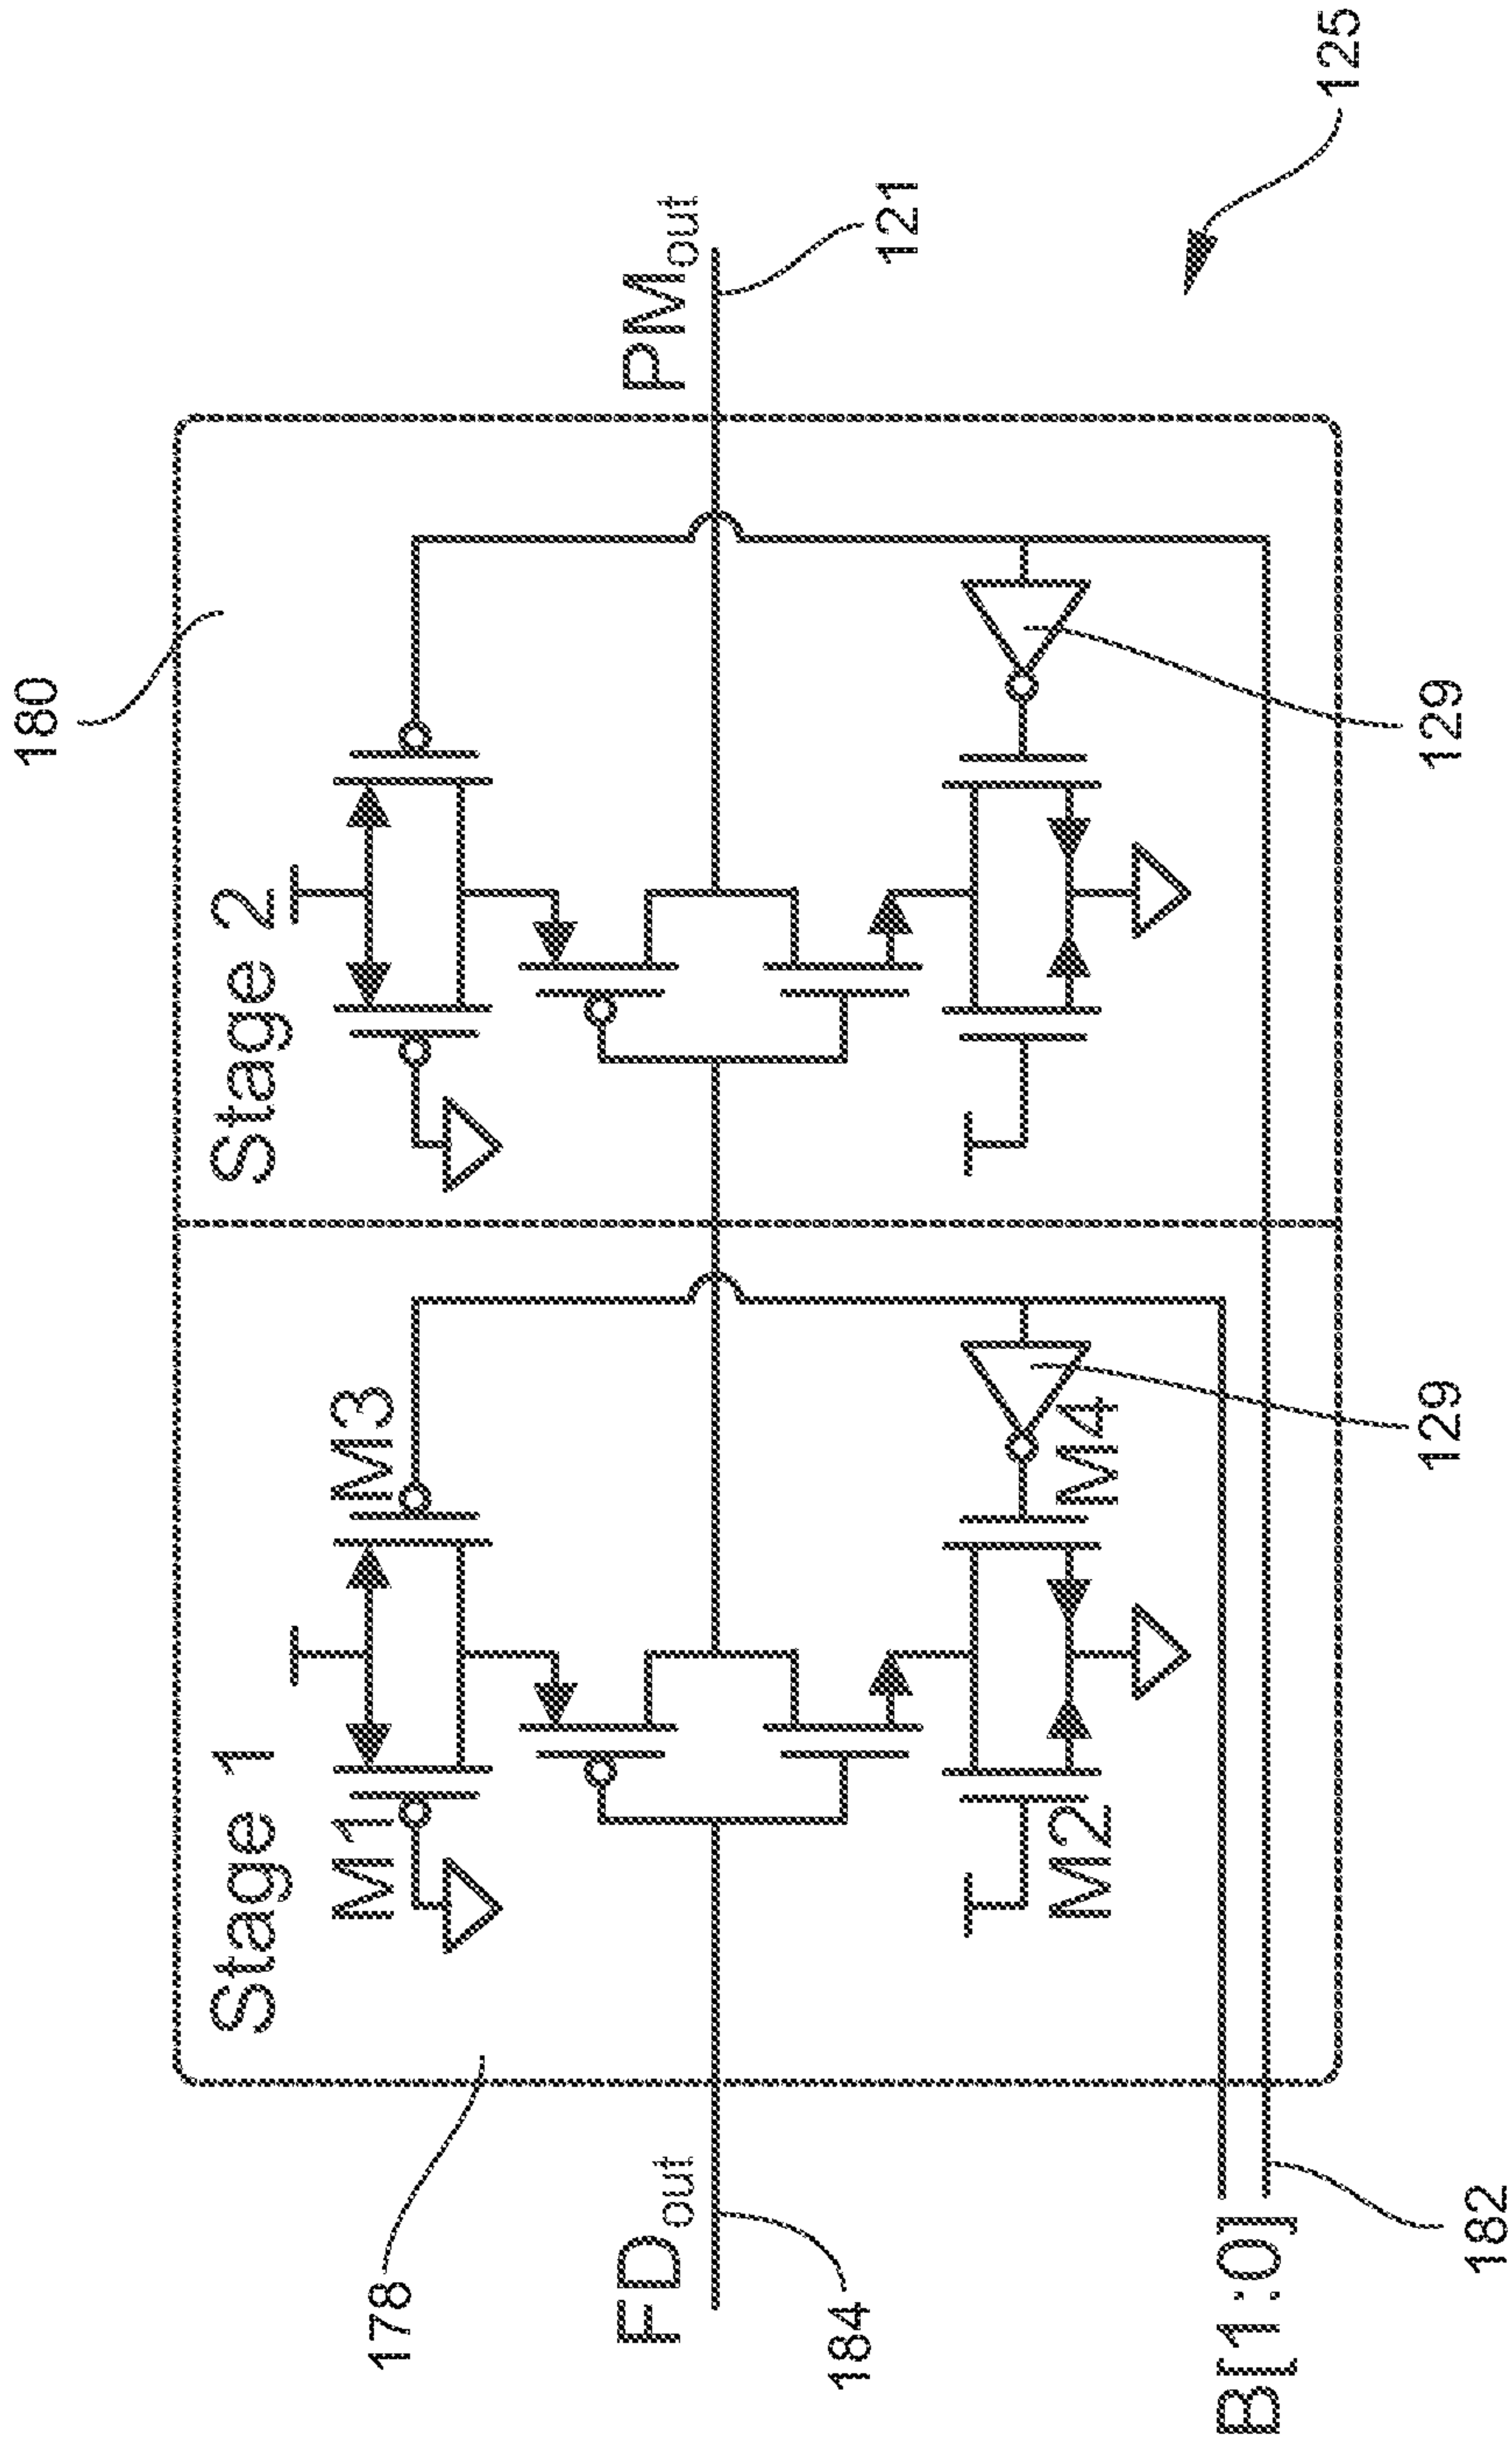 180
Stage 1
Stage 2
M1
M3
178
FD_out
PM_out
184
121
M2
M4
B[1:0]
182
129
129
125